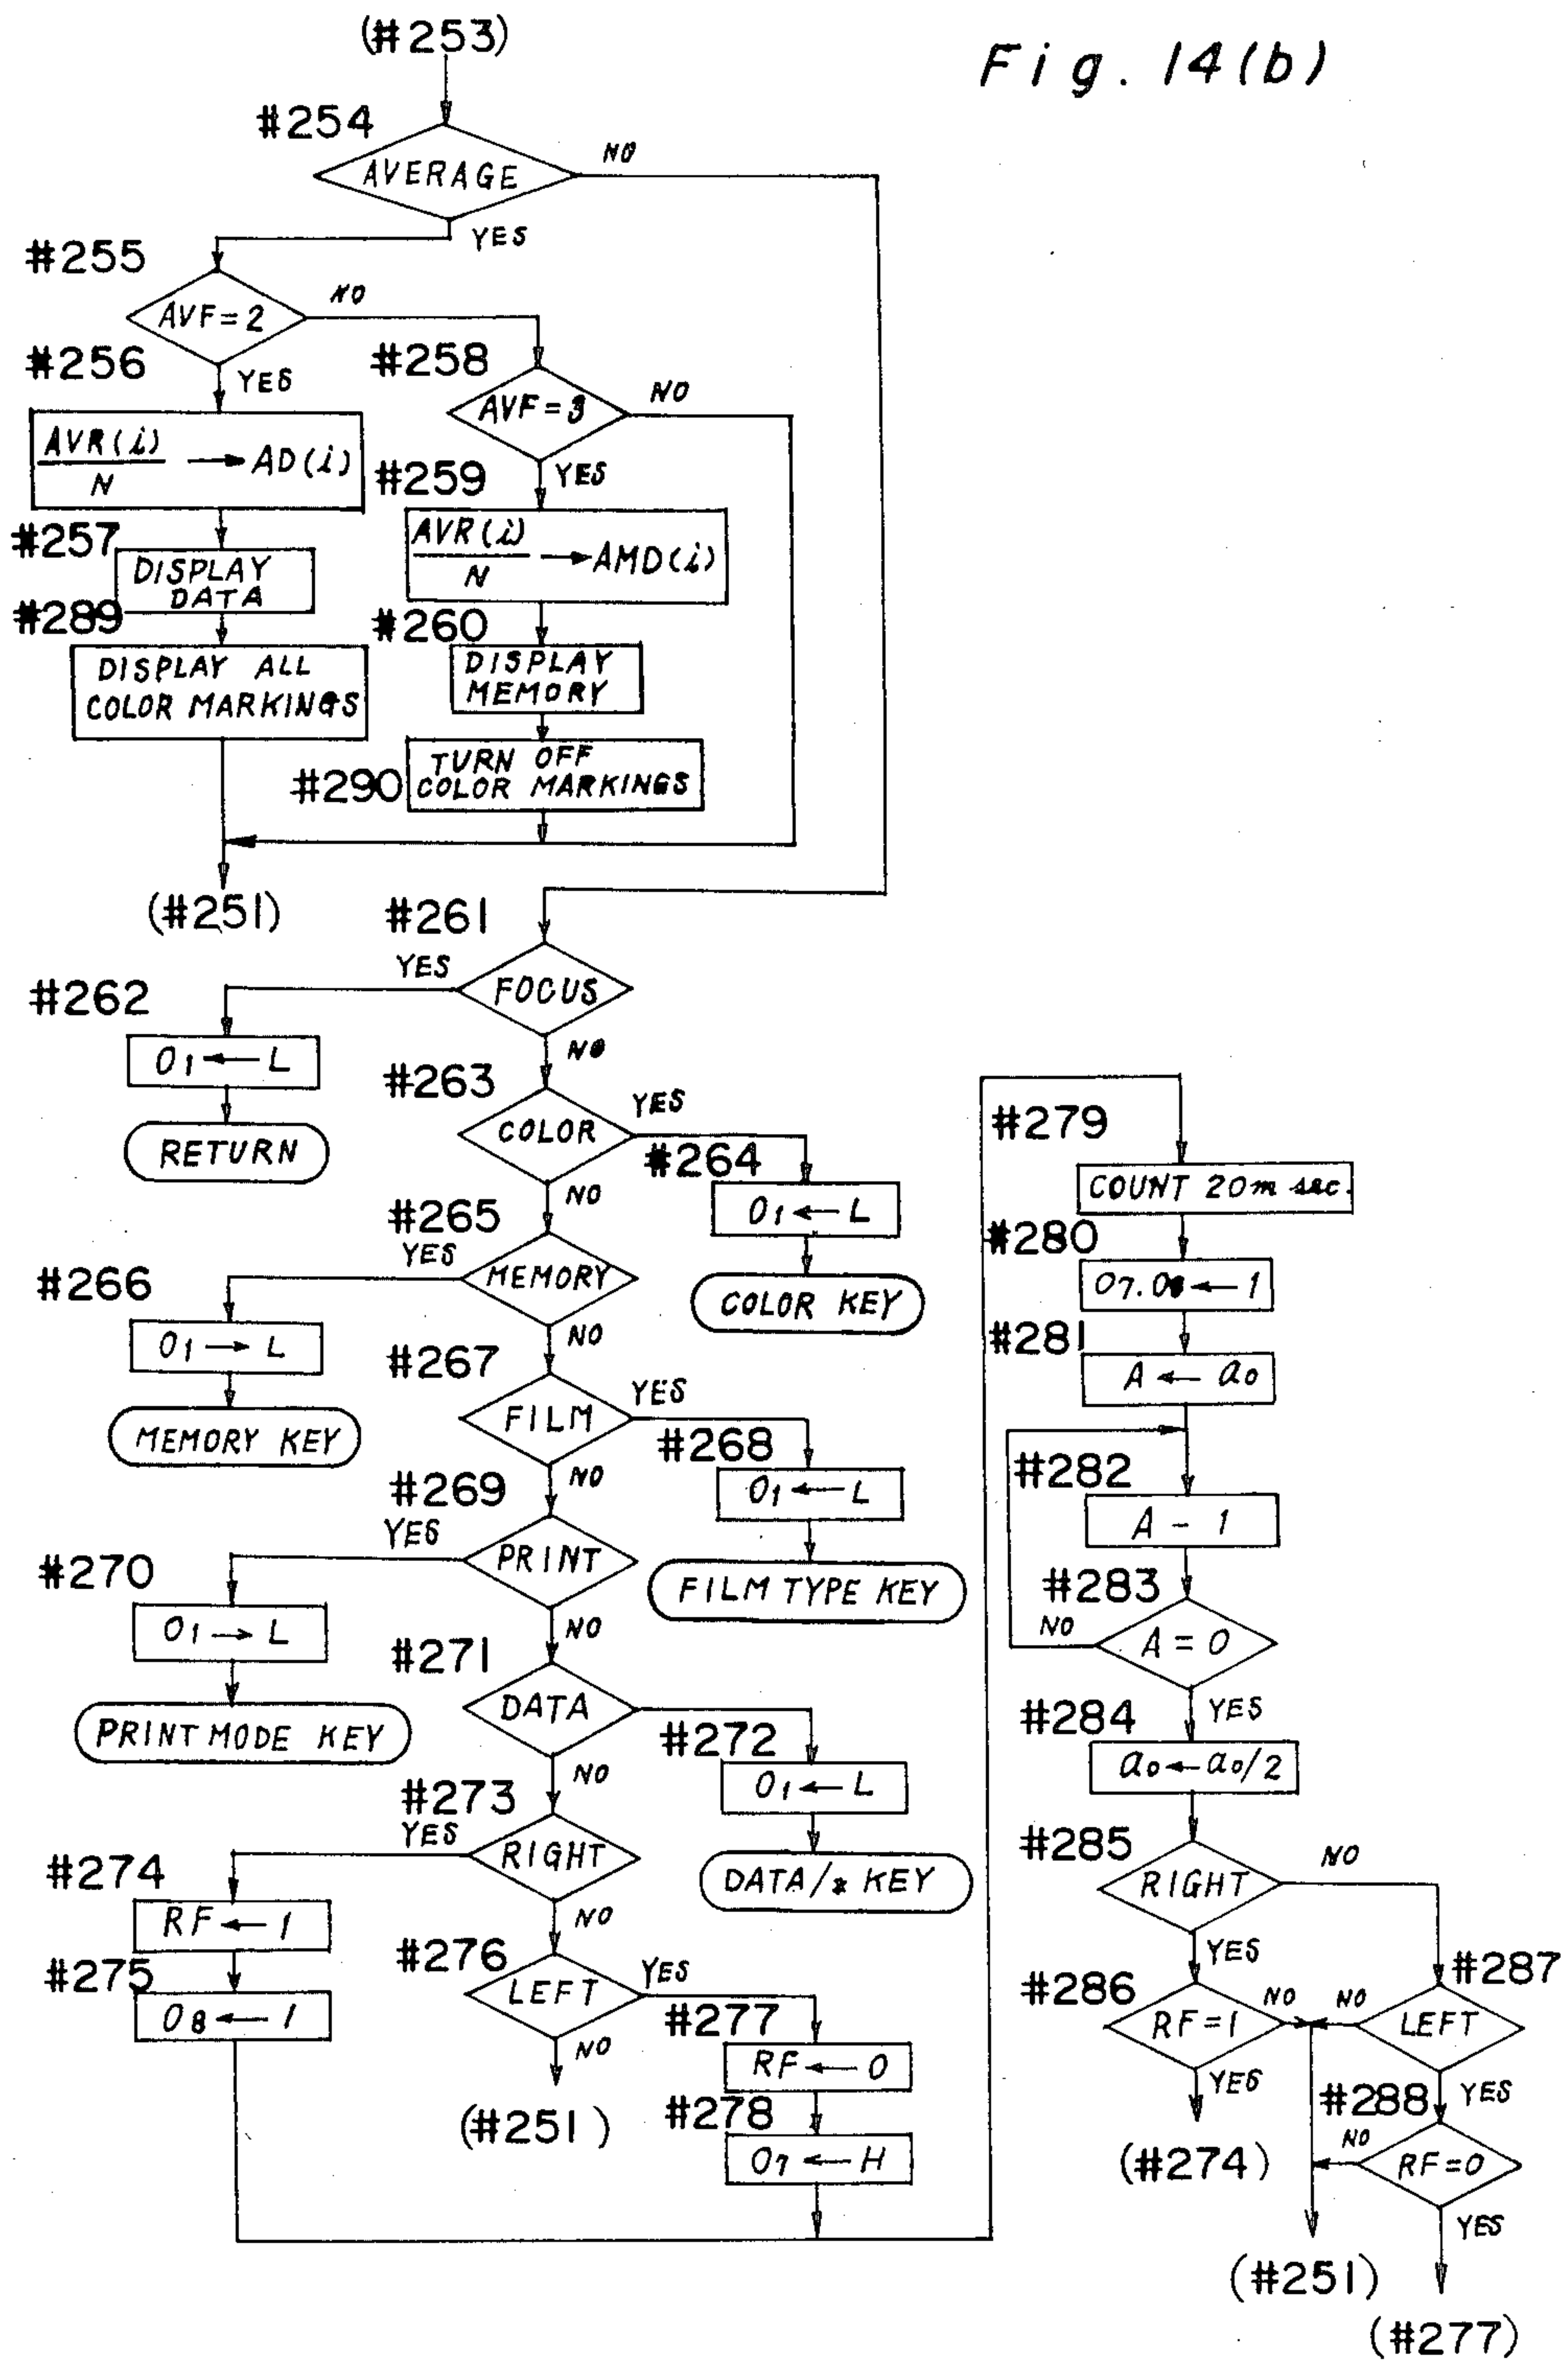 Fig. 14(b)
(#253)
#254
AVERAGE
NO
YES
#255
AVF=2
NO
#256
YES
#258
AVF=3
NO
AVR(i)
N
→ AD(i)
#259
YES
#257
DISPLAY
DATA
AVR(i)
N
→ AMD(i)
#289
DISPLAY ALL
COLOR MARKINGS
#260
DISPLAY
MEMORY
#290
TURN OFF
COLOR MARKINGS
(#251)
#261
YES
FOCUS
NO
#262
O1 ← L
RETURN
#263
COLOR
YES
NO
#264
O1 ← L
COLOR KEY
#265
YES
MEMORY
NO
#266
O1 → L
MEMORY KEY
#267
FILM
YES
NO
#268
O1 ← L
FILM TYPE KEY
#269
YES
PRINT
NO
#270
O1 → L
PRINT MODE KEY
#271
DATA
NO
#272
O1 ← L
DATA/* KEY
#273
YES
RIGHT
NO
#274
RF ← 1
#275
O8 ← 1
#276
LEFT
YES
NO
(#251)
#277
RF ← 0
#278
O7 ← H
#279
COUNT 20m sec.
#280
← 1
#281
A ← a0
#282
A - 1
#283
NO
A = 0
YES
#284
a0 ← a0/2
#285
RIGHT
NO
YES
#286
RF=1
NO
YES
(#274)
#287
NO
LEFT
YES
#288
NO
RF=0
YES
(#251)
(#277)